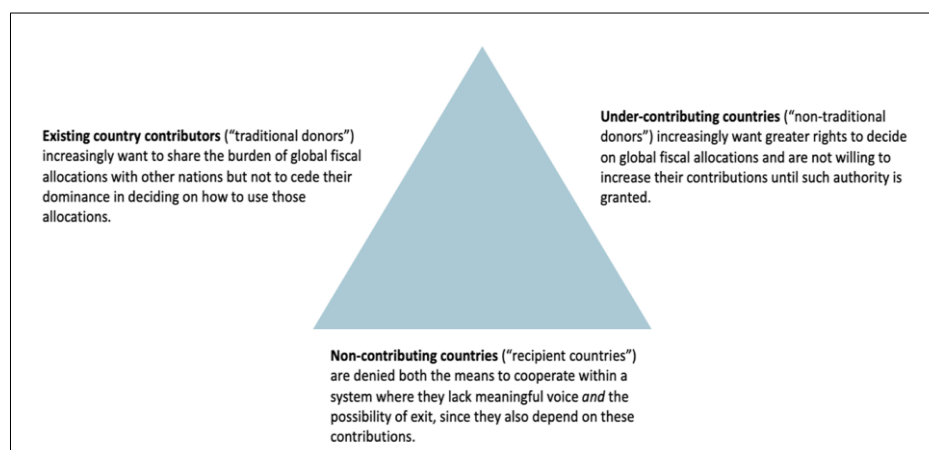 Existing country contributors (“traditional donors”)
increasingly want to share the burden of global fiscal
allocations with other nations but not to cede their
dominance in deciding on how to use those
allocations.
Under-contributing countries (“non-traditional
donors”) increasingly want greater rights to decide
on global fiscal allocations and are not willing to
increase their contributions until such authority is
granted.
Non-contributing countries (“recipient countries”)
are denied both the means to cooperate within a
system where they lack meaningful voice and the
possibility of exit, since they also depend on these
contributions.